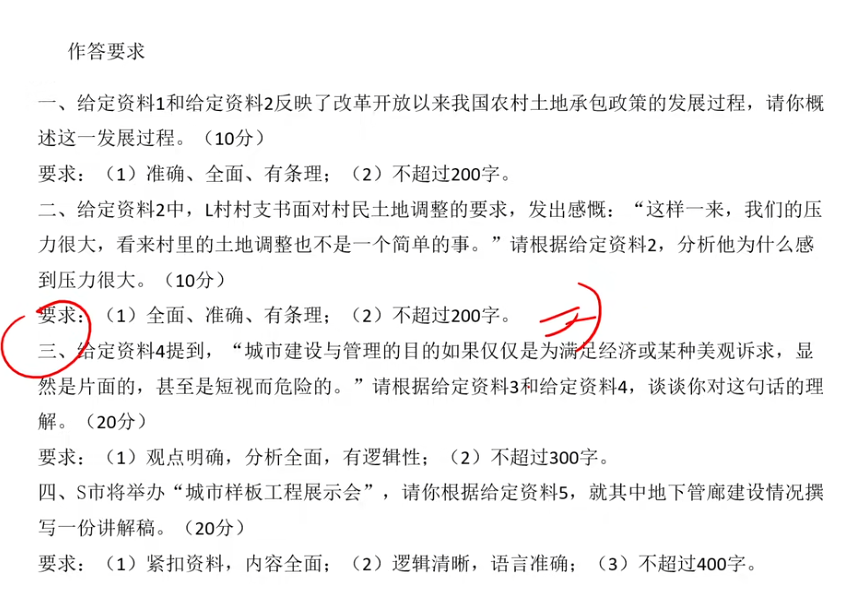 作答要求
一、给定资料1和给定资料2反映了改革开放以来我国农村土地承包政策的发展过程，请你概
述这一发展过程。（10分）
要求：（1）准确、全面、有条理；（2）不超过200字。
二、给定资料2中，L村村支书面对村民土地调整的要求，发出感慨：“这样一来，我们的压
力很大，看来村里的土地调整也不是一个简单的事。”请根据给定资料2，分析他为什么感
到压力很大。（10分）
要求：（1）全面、准确、有条理；（2）不超过200字。
三、给定资料4提到，“城市建设与管理的目的如果仅仅是为满足经济或某种美观诉求，显
然是片面的，甚至是短视而危险的。”请根据给定资料3和给定资料4，谈谈你对这句话的理
解。（20分）
要求：（1）观点明确，分析全面，有逻辑性；（2）不超过300字。
四、S市将举办“城市样板工程展示会”，请你根据给定资料5，就其中地下管廊建设情况撰
写一份讲解稿。（20分）
要求：（1）紧扣资料，内容全面；（2）逻辑清晰，语言准确；（3）不超过400字。